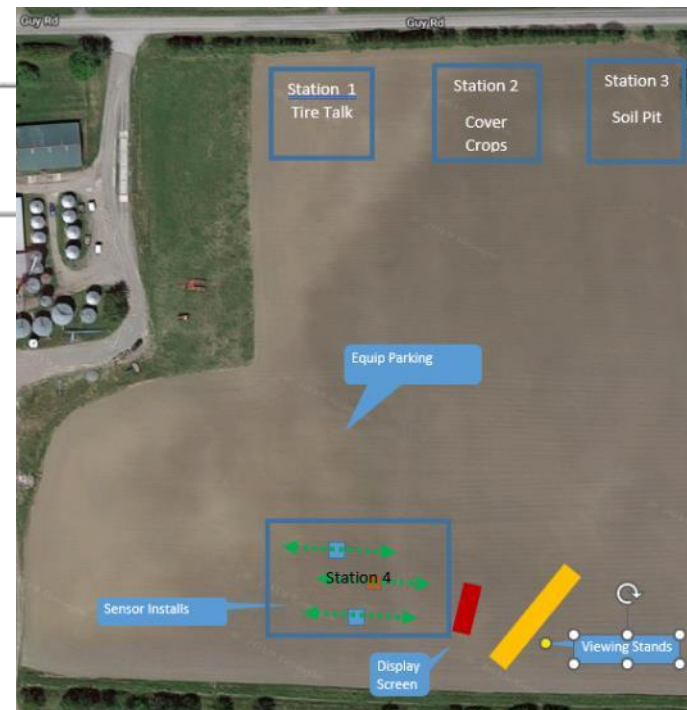 Guy Rd
Guy Rd
Station 1
Tire Talk
Station 2
Cover
Crops
Station 3
Soil Pit
Equip Parking
Station 4
Sensor Installs
Display
Screen
Viewing Stands